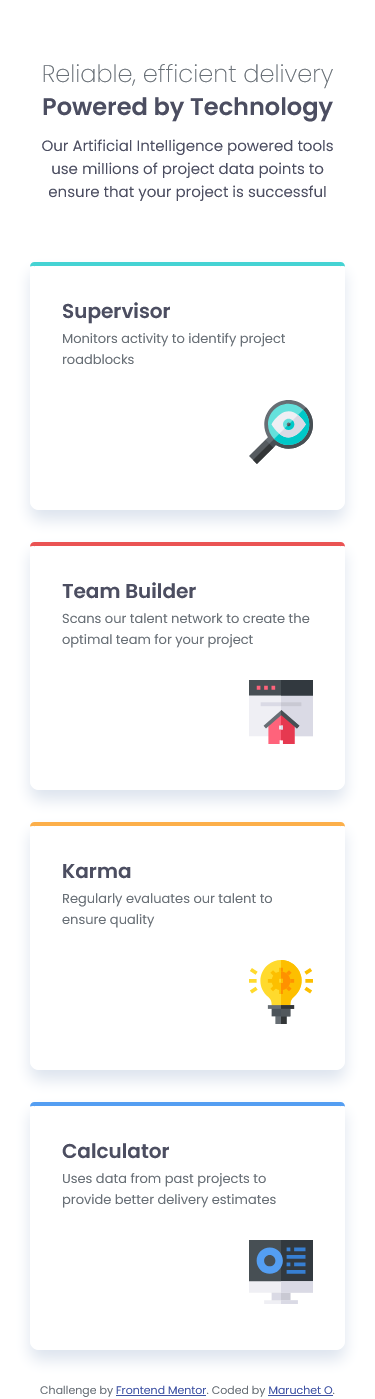 Reliable, efficient delivery
Powered by Technology
Our Artificial Intelligence powered tools
use millions of project data points to
ensure that your project is successful
Supervisor
Monitors activity to identify project
roadblocks
Team Builder
Scans our talent network to create the
optimal team for your project
Karma
Regularly evaluates our talent to
ensure quality
Calculator
Uses data from past projects to
provide better delivery estimates
Challenge by Frontend Mentor. Coded by Maruchet O.